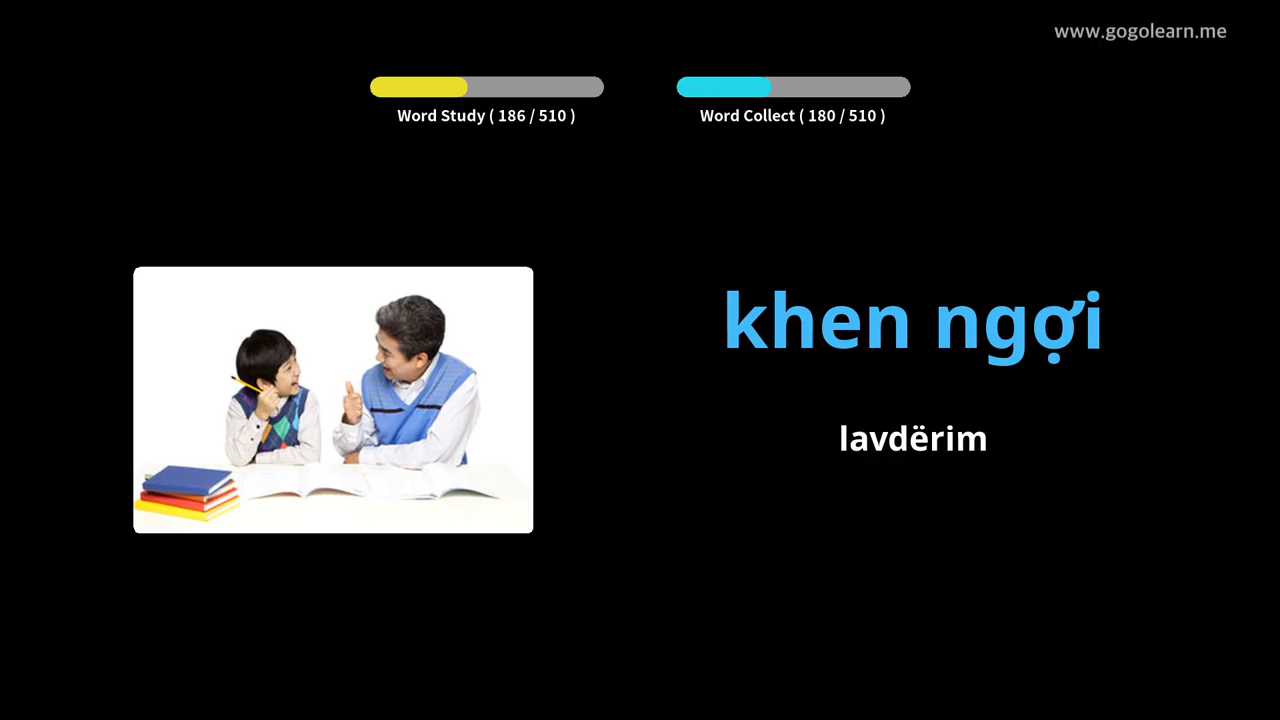 www.gogolearn.me
Word Study ( 186 / 510 )
Word Collect ( 180 / 510 )
khen ngợi
lavdërim